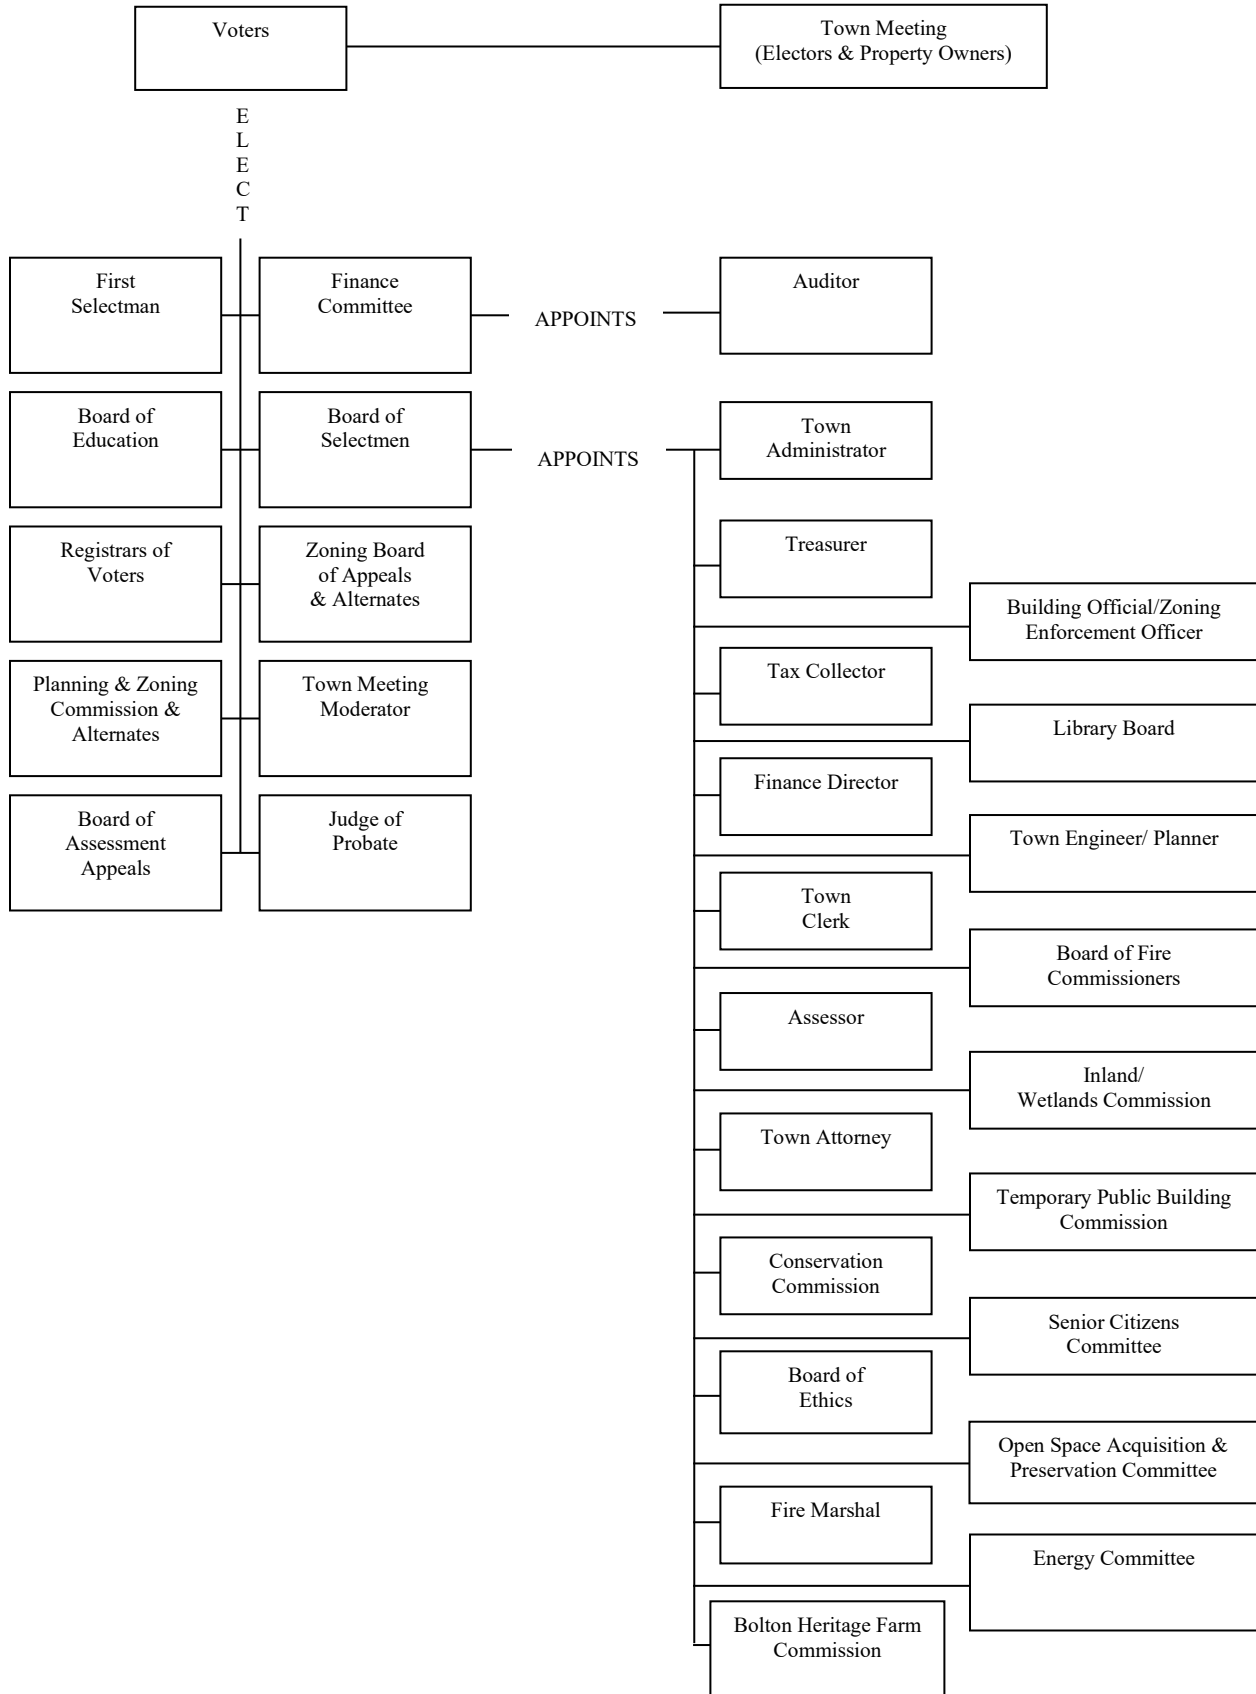 Voters
Town Meeting
(Electors & Property Owners)
E
L
E
C
T
First
Selectman
Finance
Committee
APPOINTS
Auditor
Board of
Education
Board of
Selectmen
APPOINTS
Town
Administrator
Registrars of
Voters
Zoning Board
of Appeals
& Alternates
Treasurer
Building Official/Zoning
Enforcement Officer
Planning & Zoning
Commission &
Alternates
Town Meeting
Moderator
Tax Collector
Library Board
Board of
Assessment
Appeals
Judge of
Probate
Finance Director
Town Engineer/ Planner
Town
Clerk
Board of Fire
Commissioners
Assessor
Inland/
Wetlands Commission
Town Attorney
Temporary Public Building
Commission
Conservation
Commission
Senior Citizens
Committee
Board of
Ethics
Open Space Acquisition &
Preservation Committee
Fire Marshal
Energy Committee
Bolton Heritage Farm
Commission